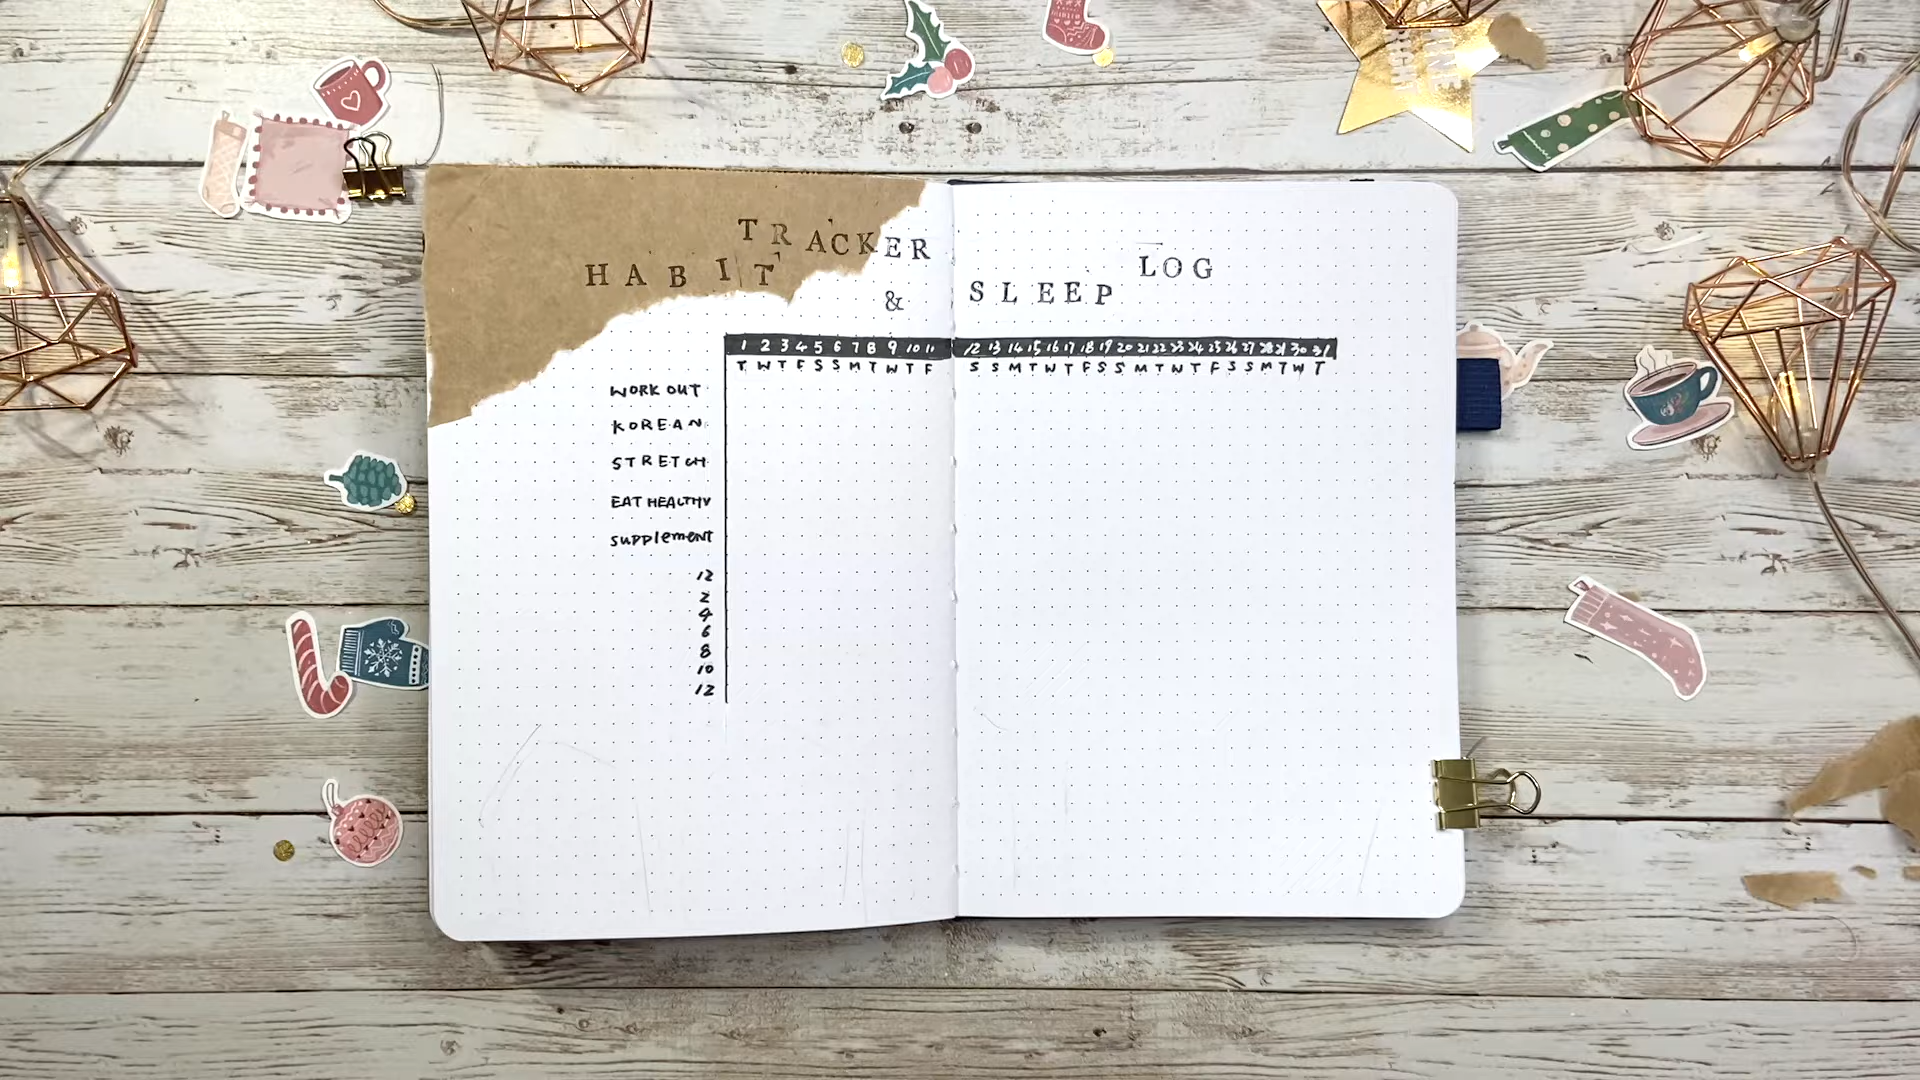 HABIT TRACKER
& SLEEP LOG
1 2 3 4 5 6 7 8 9 10 11 12 13 14 15 16 17 18 19 20 21 22 23 24 25 26 27 28 29 30 31
T W T F S S M T W T F S S M T W T F S S M T W T F S S M T W T
WORK OUT
KOREAN
STRETCH
EAT HEALTHY
supplement
12
2
4
6
8
10
12